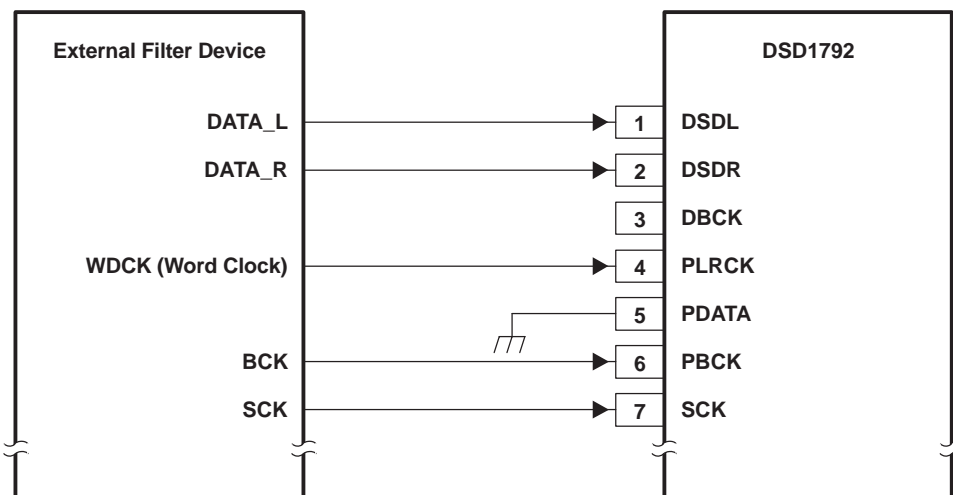 External Filter Device DSD1792
DATA_L 1 DSDL
DATA_R 2 DSDR
3 DBCK
WDCK (Word Clock) 4 PLRCK
5 PDATA
BCK 6 PBCK
SCK 7 SCK